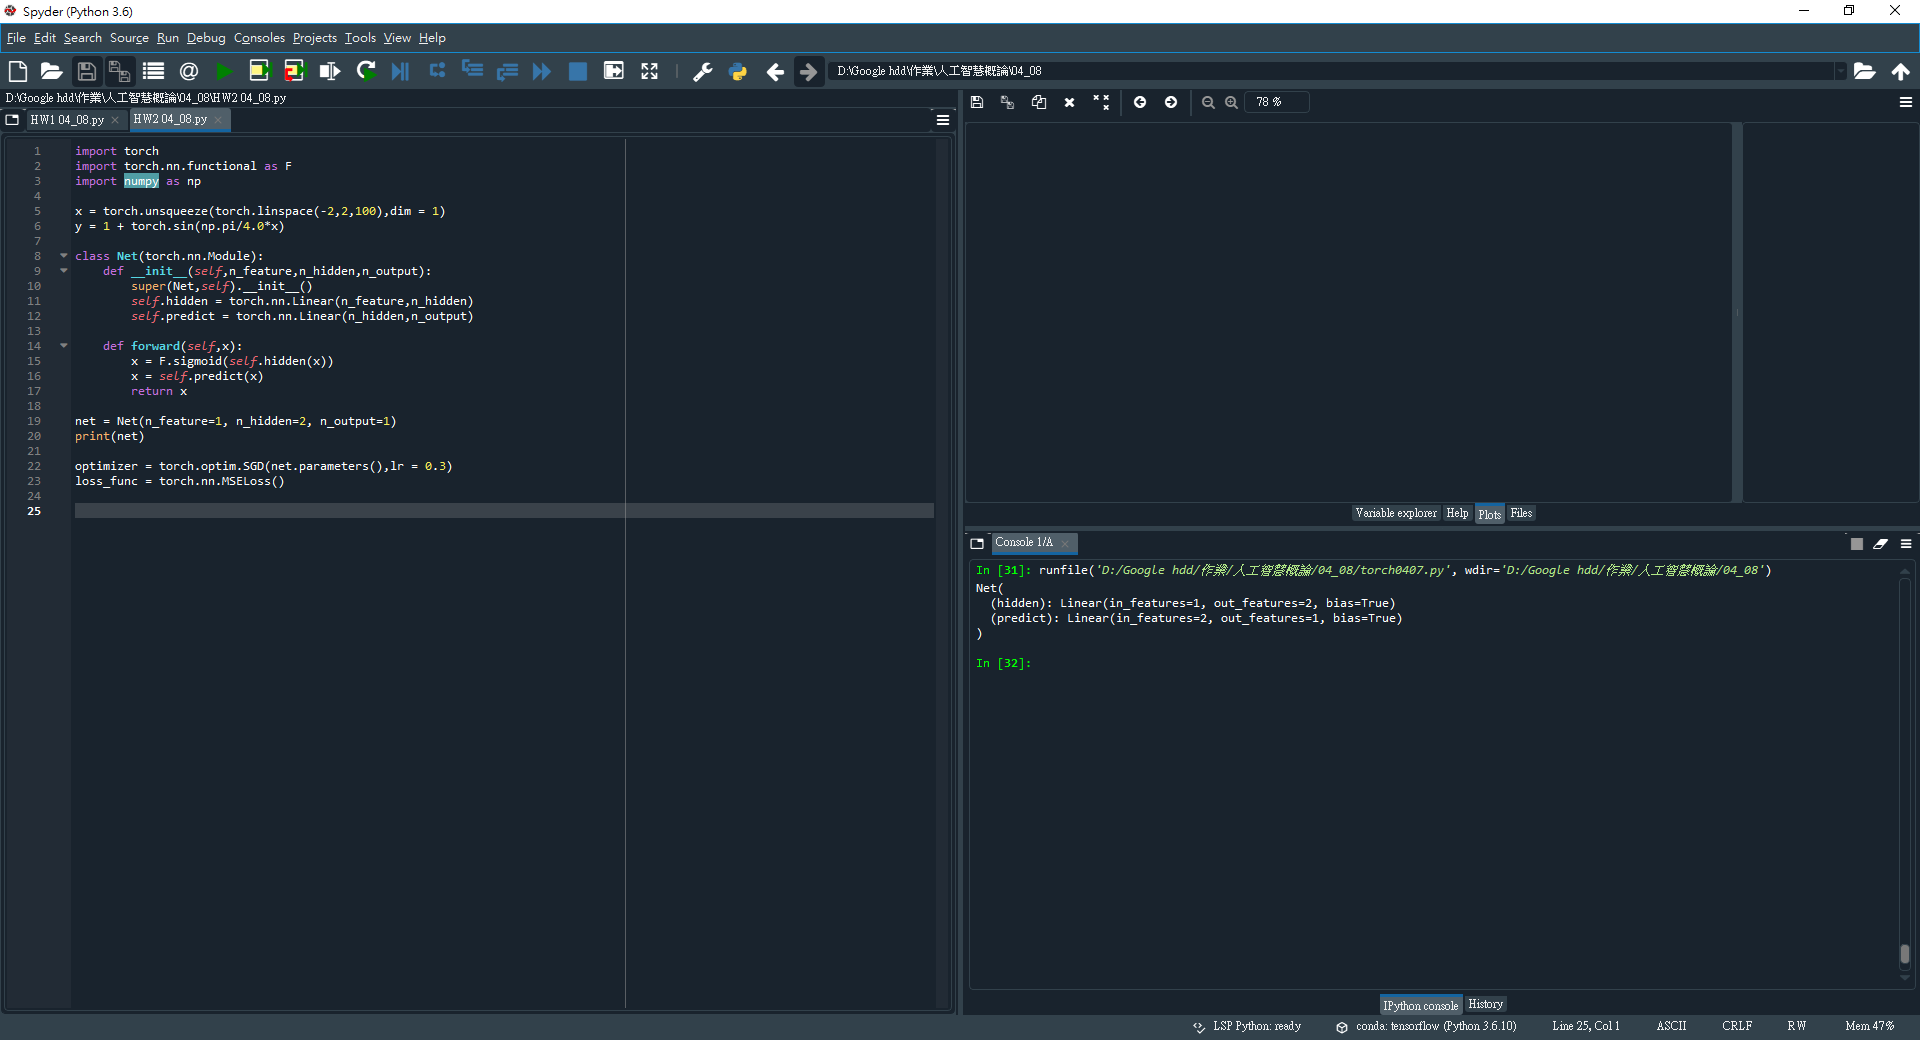 Spyder (Python 3.6)
File Edit Search Source Run Debug Consoles Projects Tools View Help
D:\Google hdd\作業\人工智慧概論\04_08
D:\Google hdd\作業\人工智慧概論\04_08\HW2 04_08.py
HW1 04_08.py
HW2 04_08.py
1 import torch
2 import torch.nn.functional as F
3 import numpy as np
4
5 x = torch.unsqueeze(torch.linspace(-2,2,100),dim = 1)
6 y = 1 + torch.sin(np.pi/4.0*x)
7
8 class Net(torch.nn.Module):
9 def __init__(self,n_feature,n_hidden,n_output):
10 super(Net,self).__init__()
11 self.hidden = torch.nn.Linear(n_feature,n_hidden)
12 self.predict = torch.nn.Linear(n_hidden,n_output)
13
14 def forward(self,x):
15 x = F.sigmoid(self.hidden(x))
16 x = self.predict(x)
17 return x
18
19 net = Net(n_feature=1, n_hidden=2, n_output=1)
20 print(net)
21
22 optimizer = torch.optim.SGD(net.parameters(),lr = 0.3)
23 loss_func = torch.nn.MSELoss()
24
25
78 %
Variable explorer Help Plots Files
Console 1/A
In [31]: runfile('D:/Google hdd/作業/人工智慧概論/04_08/torch0407.py', wdir='D:/Google hdd/作業/人工智慧概論/04_08')
Net(
(hidden): Linear(in_features=1, out_features=2, bias=True)
(predict): Linear(in_features=2, out_features=1, bias=True)
)
In [32]:
IPython console History
LSP Python: ready conda: tensorflow (Python 3.6.10) Line 25, Col 1 ASCII CRLF RW Mem 47%